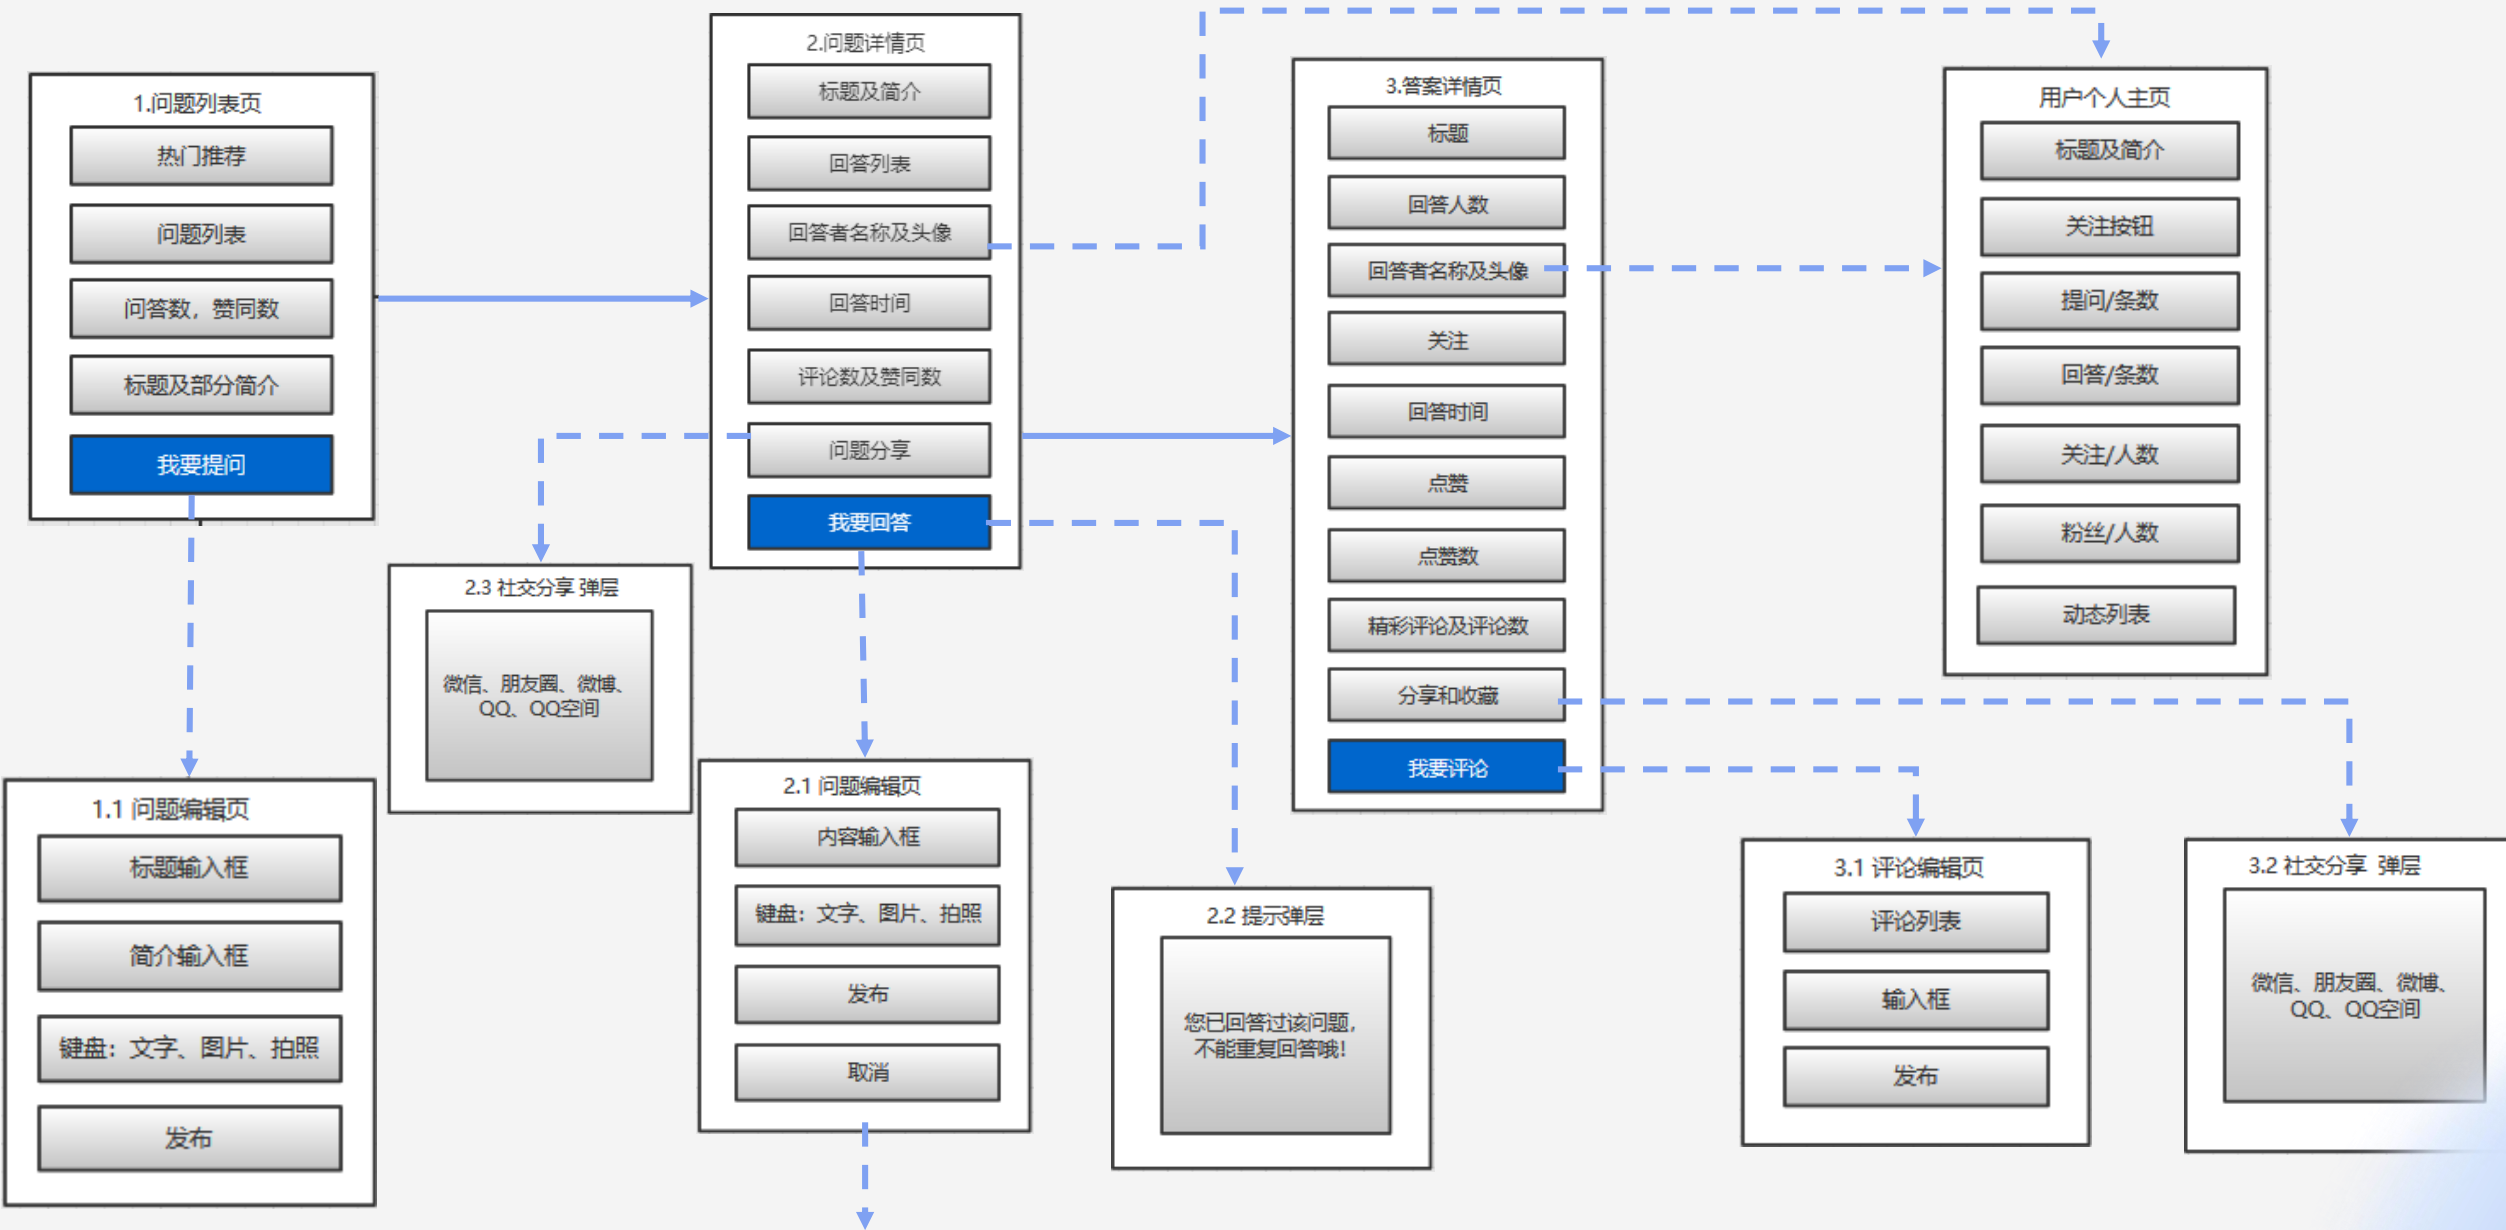 1.问题列表页
热门推荐
问题列表
问答数，赞同数
标题及部分简介
我要提问
2.问题详情页
标题及简介
回答列表
回答者名称及头像
回答时间
评论数及赞同数
问题分享
我要回答
3.答案详情页
标题
回答人数
回答者名称及头像
关注
回答时间
点赞
点赞数
精彩评论及评论数
分享和收藏
我要评论
用户个人主页
标题及简介
关注按钮
提问/条数
回答/条数
关注/人数
粉丝/人数
动态列表
1.1 问题编辑页
标题输入框
简介输入框
键盘：文字、图片、拍照
发布
2.3 社交分享 弹层
微信、朋友圈、微博、
QQ、QQ空间
2.1 问题编辑页
内容输入框
键盘：文字、图片、拍照
发布
取消
2.2 提示弹层
您已回答过该问题，
不能重复回答哦！
3.1 评论编辑页
评论列表
输入框
发布
3.2 社交分享 弹层
微信、朋友圈、微博、
QQ、QQ空间